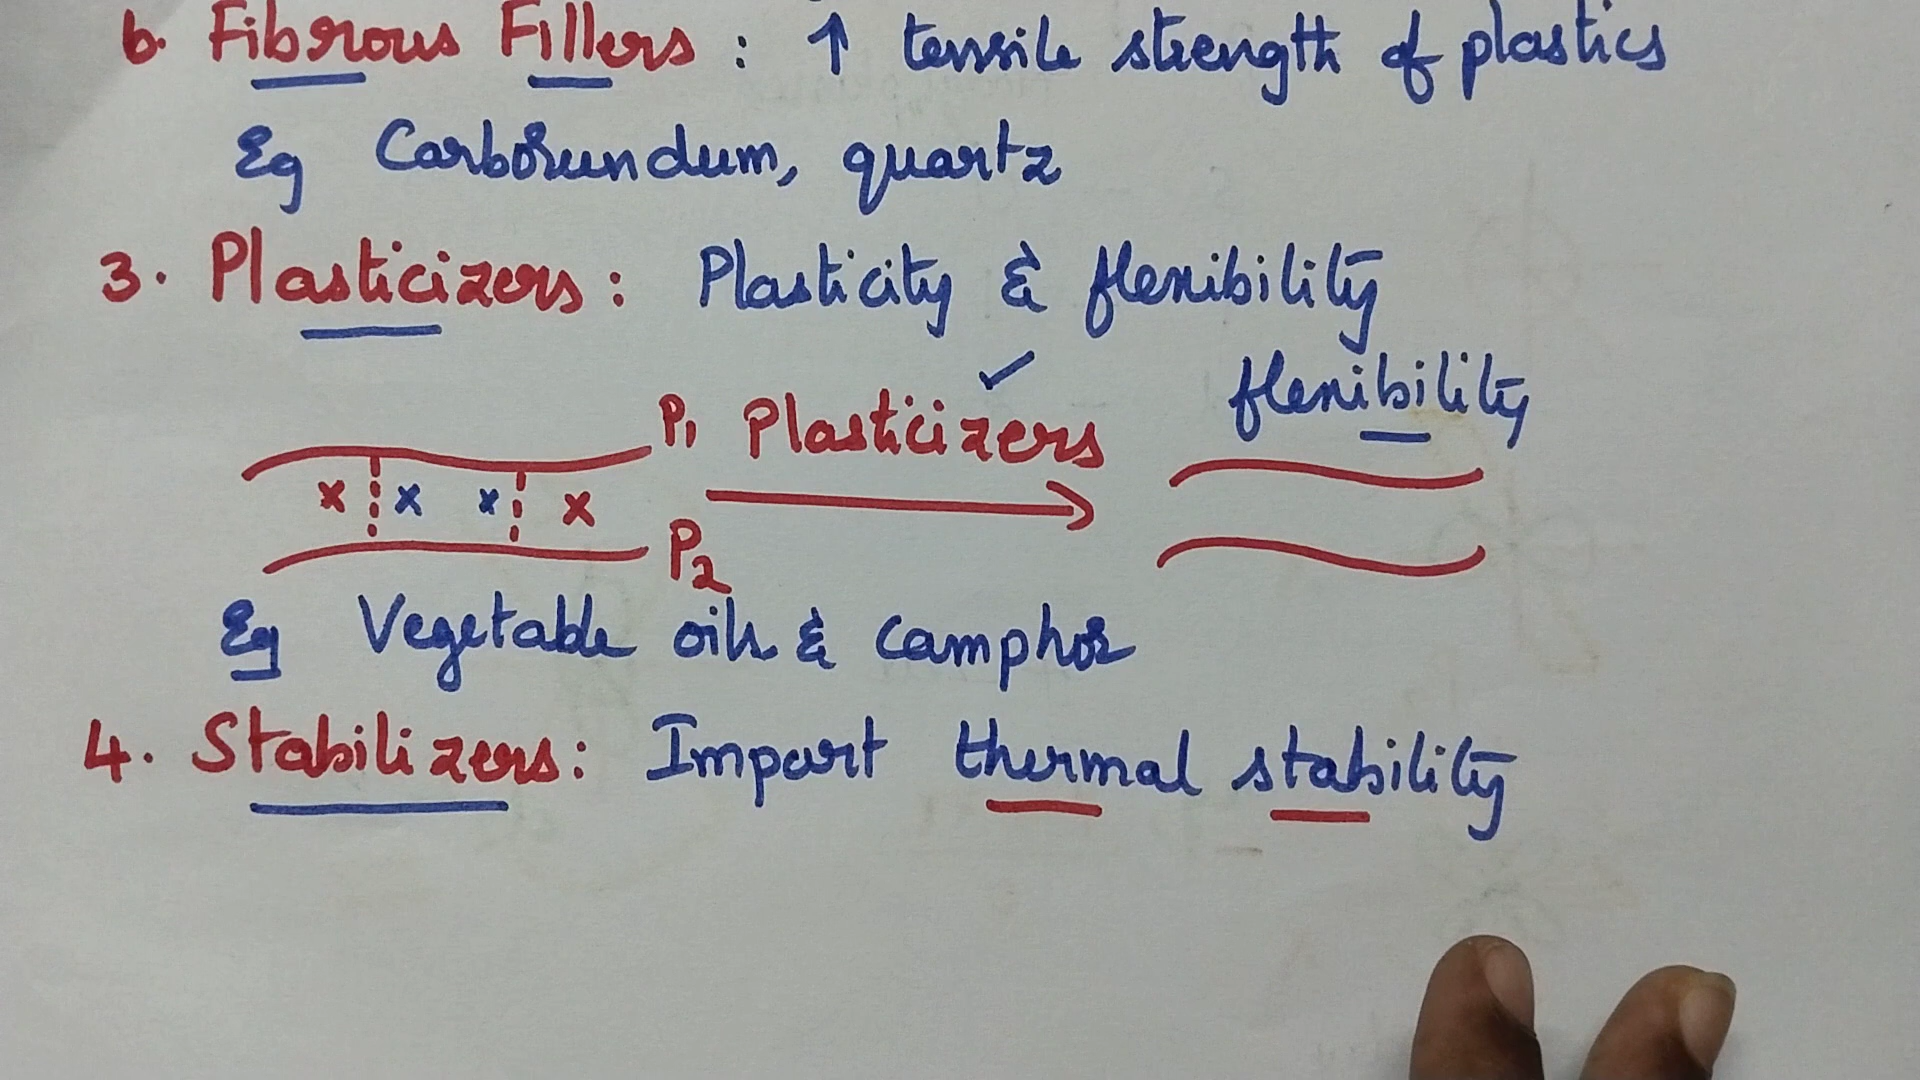 b. Fibrous Fillers : ↑ tensile strength of plastics
Eg Carborundum, quartz
3. Plasticizers : Plasticity & flexibility
flexibility
P1 Plasticizers
x x x x
P2
Eg Vegetable oils & camphor
4. Stabilizers : Impart thermal stability